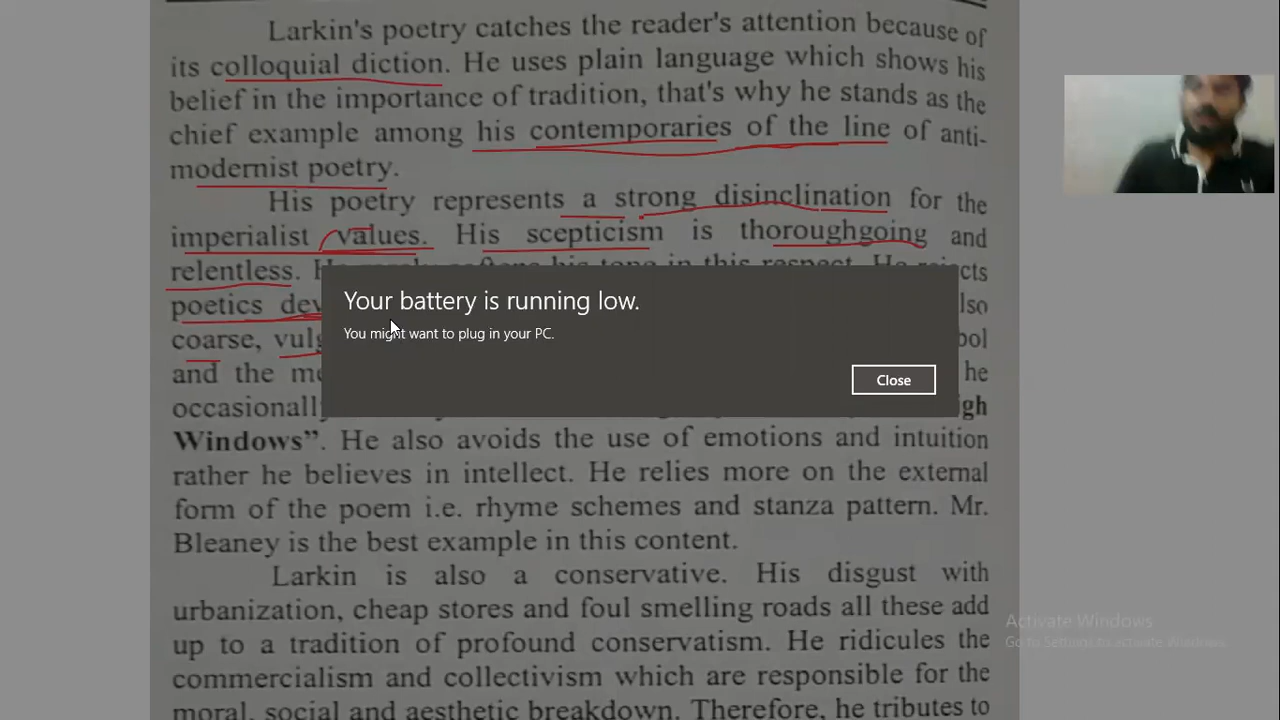 Larkin's poetry catches the reader's attention because of
its colloquial diction. He uses plain language which shows his
belief in the importance of tradition, that's why he stands as the
chief example among his contemporaries of the line of anti-
modernist poetry.
His poetry represents a strong disinclination for the
imperialist values. His scepticism is thoroughgoing and
relentless.
poetics
coarse,
and the
occasionally
Windows”. He also avoids the use of emotions and intuition
rather he believes in intellect. He relies more on the external
form of the poem i.e. rhyme schemes and stanza pattern. Mr.
Bleaney is the best example in this content.
Larkin is also a conservative. His disgust with
urbanization, cheap stores and foul smelling roads all these add
up to a tradition of profound conservatism. He ridicules the
commercialism and collectivism which are responsible for the
moral, social and aesthetic breakdown. Therefore, he tributes to
Your battery is running low.
You might want to plug in your PC.
Close
Activate Windows
Go to Settings to activate Windows.